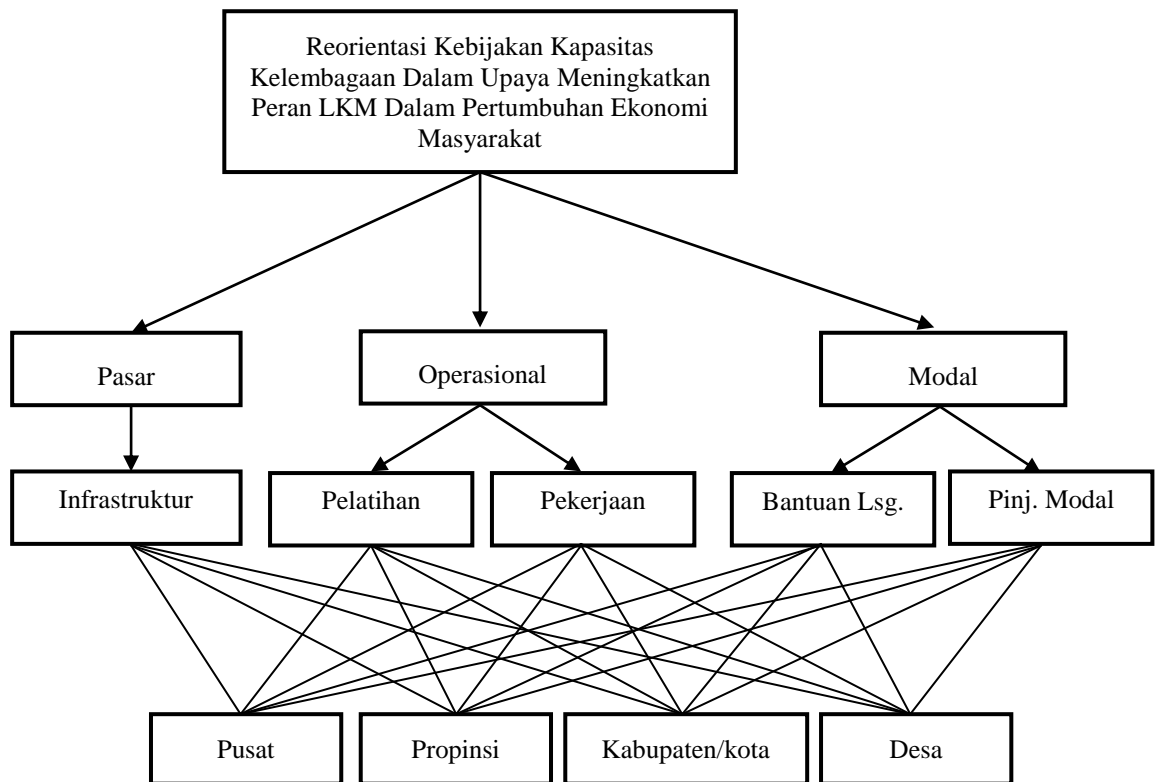 Reorientasi Kebijakan Kapasitas
Kelembagaan Dalam Upaya Meningkatkan
Peran LKM Dalam Pertumbuhan Ekonomi
Masyarakat
Pasar
Operasional
Modal
Infrastruktur
Pelatihan
Pekerjaan
Bantuan Lsg.
Pinj. Modal
Pusat
Propinsi
Kabupaten/kota
Desa